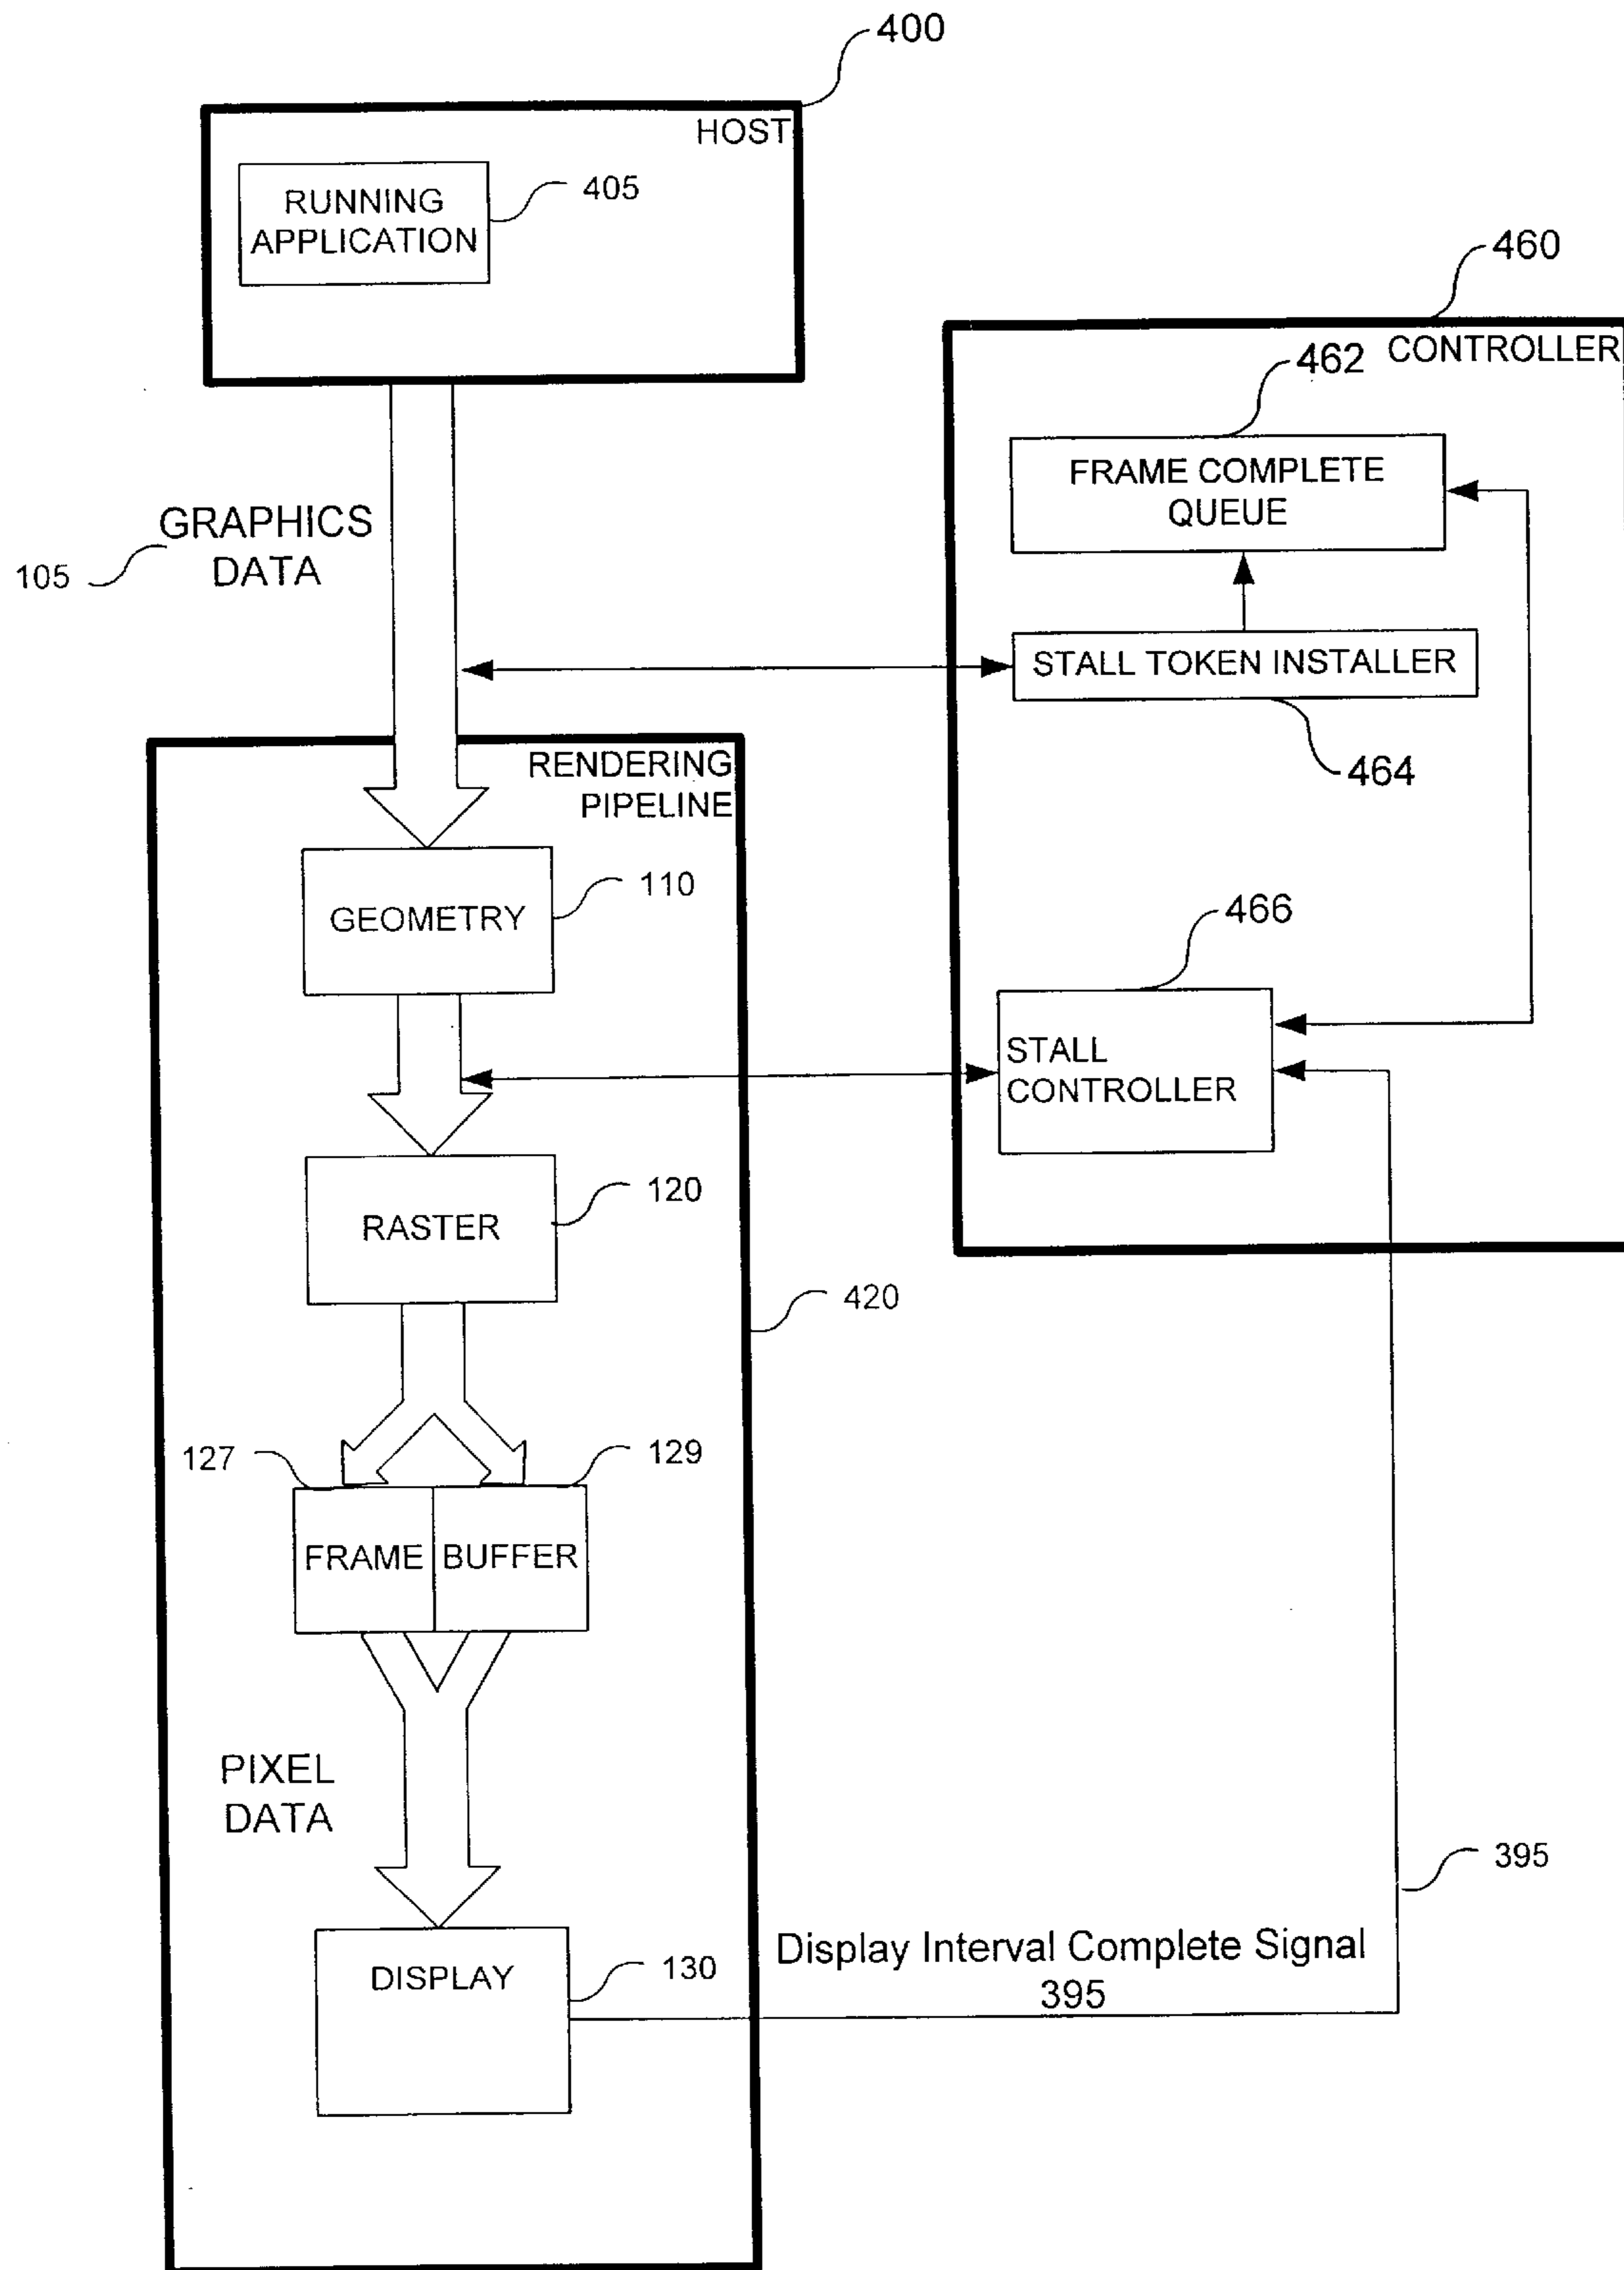 400
HOST
RUNNING
APPLICATION
405
460
CONTROLLER
462
FRAME COMPLETE
QUEUE
GRAPHICS
DATA
105
STALL TOKEN INSTALLER
464
RENDERING
PIPELINE
GEOMETRY
110
466
STALL
CONTROLLER
RASTER
120
420
127
129
FRAME
BUFFER
PIXEL
DATA
395
DISPLAY
130
Display Interval Complete Signal
395